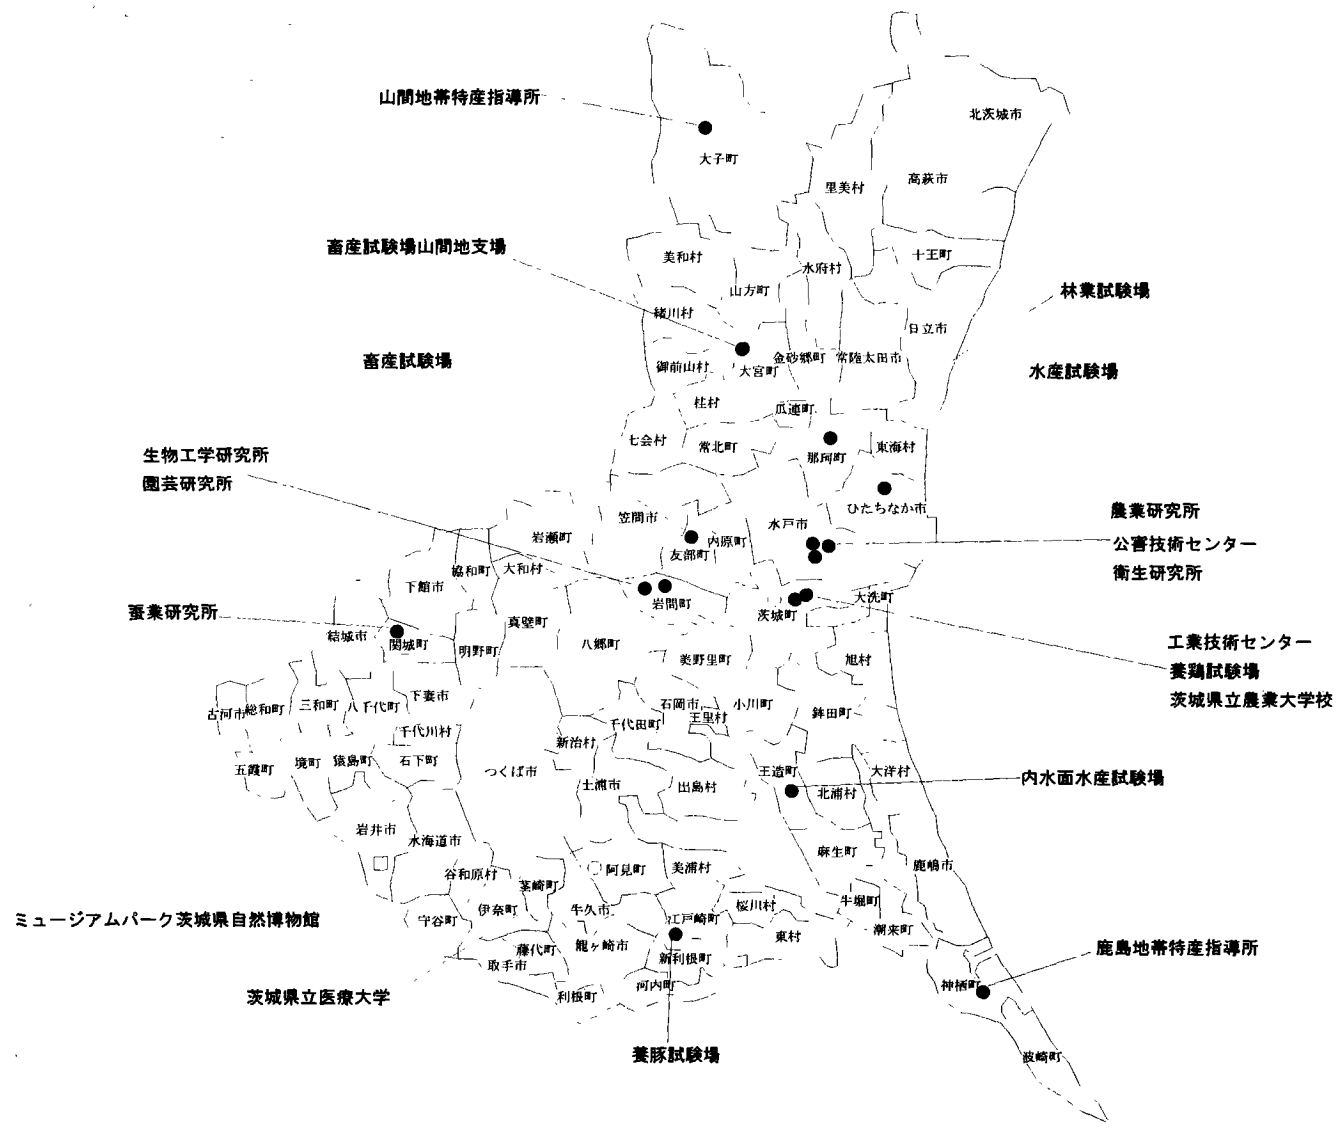 山間地帯特産指導所
北茨城市
大子町
里美村
高萩市
畜産試験場山間地支場
美和村
水府村
十王町
山方町
林業試験場
緒川村
日立市
畜産試験場
御前山村
大宮町
金砂郷町
常陸太田市
水産試験場
桂村
瓜連町
七会村
常北町
那珂町
東海村
生物工学研究所
園芸研究所
ひたちなか市
農業研究所
笠間市
水戸市
岩瀬町
友部町
内原町
公害技術センター
衛生研究所
協和町
大和村
下館市
岩間町
茨城町
大洗町
蚕業研究所
結城市
関城町
明野町
真壁町
八郷町
美野里町
旭村
工業技術センター
養鶏試験場
茨城県立農業大学校
古河市
総和町
三和町
八千代町
下妻市
石岡市
玉里村
小川町
鉾田町
千代田町
千代川村
新治村
五霞町
境町
猿島町
石下町
つくば市
土浦市
出島村
玉造町
北浦村
大洋村
内水面水産試験場
岩井市
水海道市
麻生町
鹿嶋市
谷和原村
茎崎町
阿見町
美浦村
ミュージアムパーク茨城県自然博物館
守谷町
伊奈町
牛久市
江戸崎町
桜川村
牛堀町
潮来町
東村
藤代町
龍ヶ崎市
取手市
新利根町
鹿島地帯特産指導所
茨城県立医療大学
利根町
河内町
神栖町
養豚試験場
波崎町